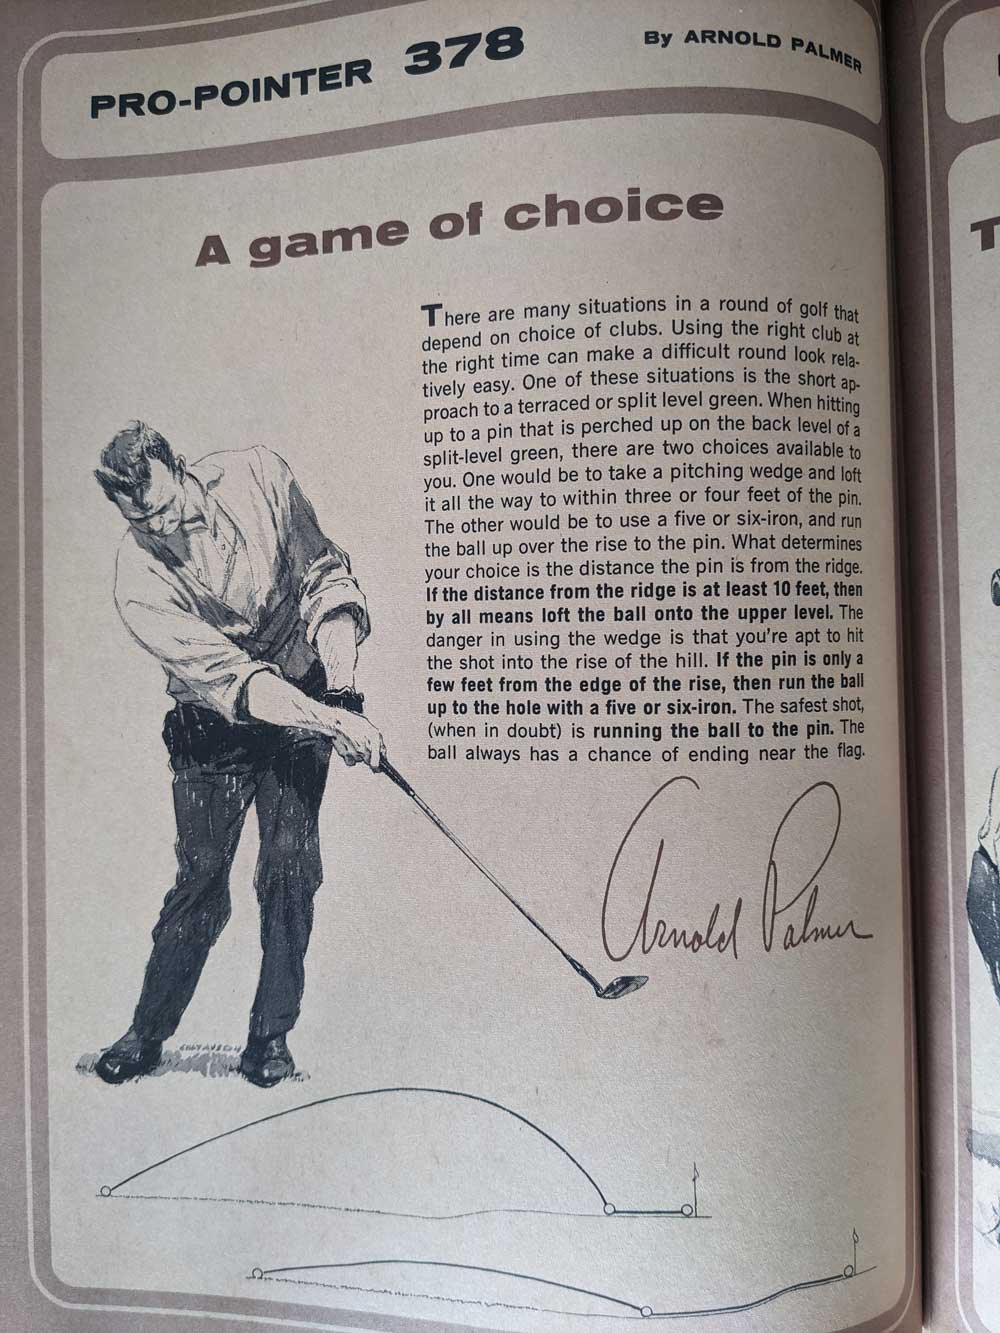 PRO-POINTER 378 By ARNOLD PALMER
A game of choice
There are many situations in a round of golf that
depend on choice of clubs. Using the right club at
the right time can make a difficult round look rela-
tively easy. One of these situations is the short ap-
proach to a terraced or split level green. When hitting
up to a pin that is perched up on the back level of a
split-level green, there are two choices available to
you. One would be to take a pitching wedge and loft
it all the way to within three or four feet of the pin.
The other would be to use a five or six-iron, and run
the ball up over the rise to the pin. What determines
your choice is the distance the pin is from the ridge.
If the distance from the ridge is at least 10 feet, then
by all means loft the ball onto the upper level. The
danger in using the wedge is that you're apt to hit
the shot into the rise of the hill. If the pin is only a
few feet from the edge of the rise, then run the ball
up to the hole with a five or six-iron. The safest shot,
(when in doubt) is running the ball to the pin. The
ball always has a chance of ending near the flag.
Arnold Palmer